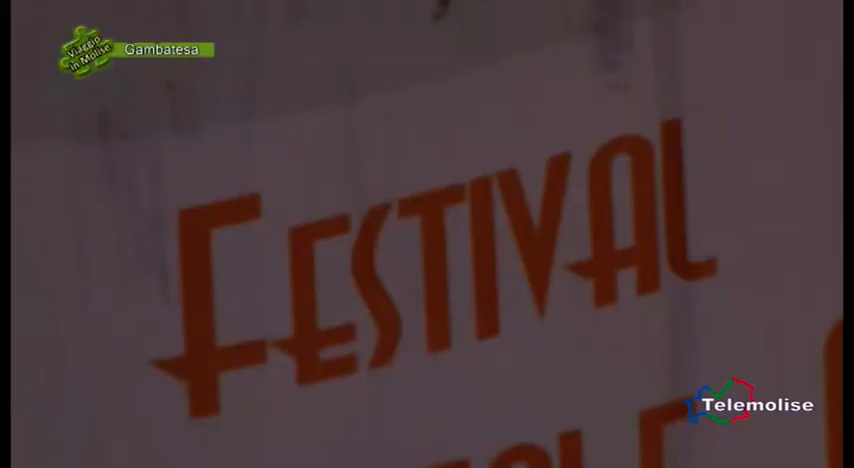 Viaggio
in Molise
Gambatesa
FESTIVAL
Telemolise